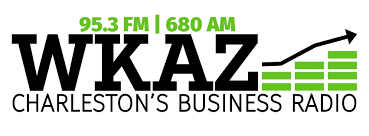 95.3 FM | 680 AM
WKAZ
CHARLESTON'S BUSINESS RADIO